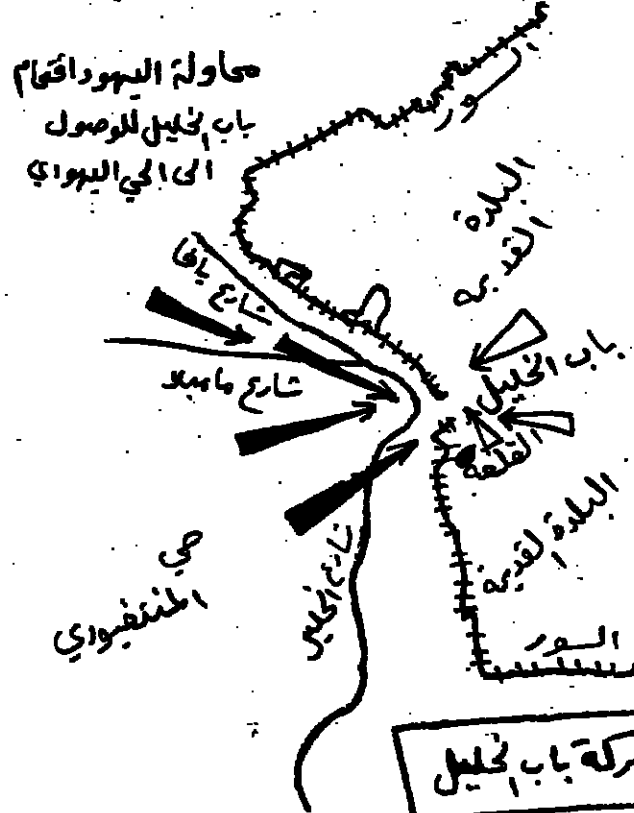 محاولة اليهود اقتحام
باب الخليل للوصول
الى الحي اليهودي
السور
البلدة
القديمة
شارع يافا
باب الخليل
شارع ماميلا
القلعة
البلدة القديمة
حي
المنتفيوري
شارع الخليل
السور
معركة باب الخليل